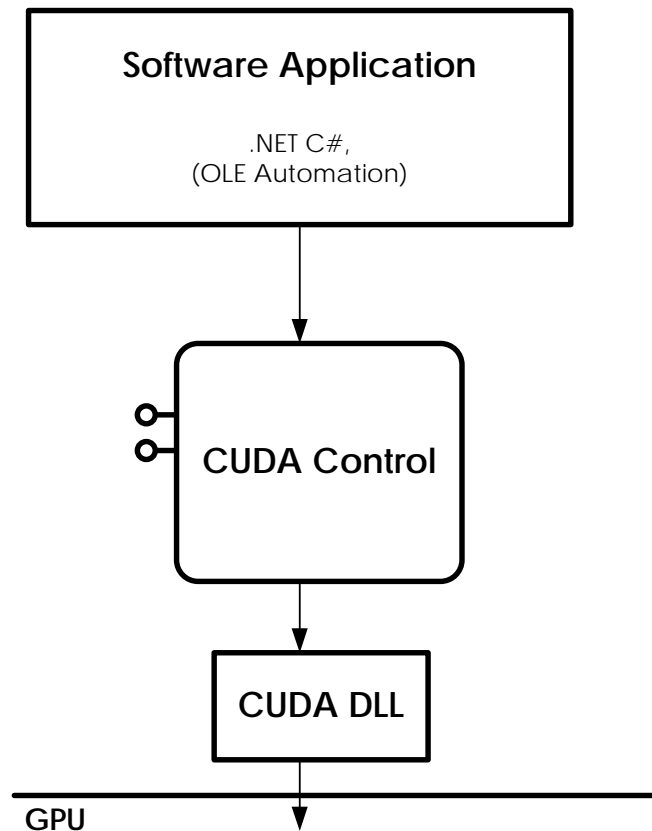 Software Application
.NET C#,
(OLE Automation)
CUDA Control
CUDA DLL
GPU